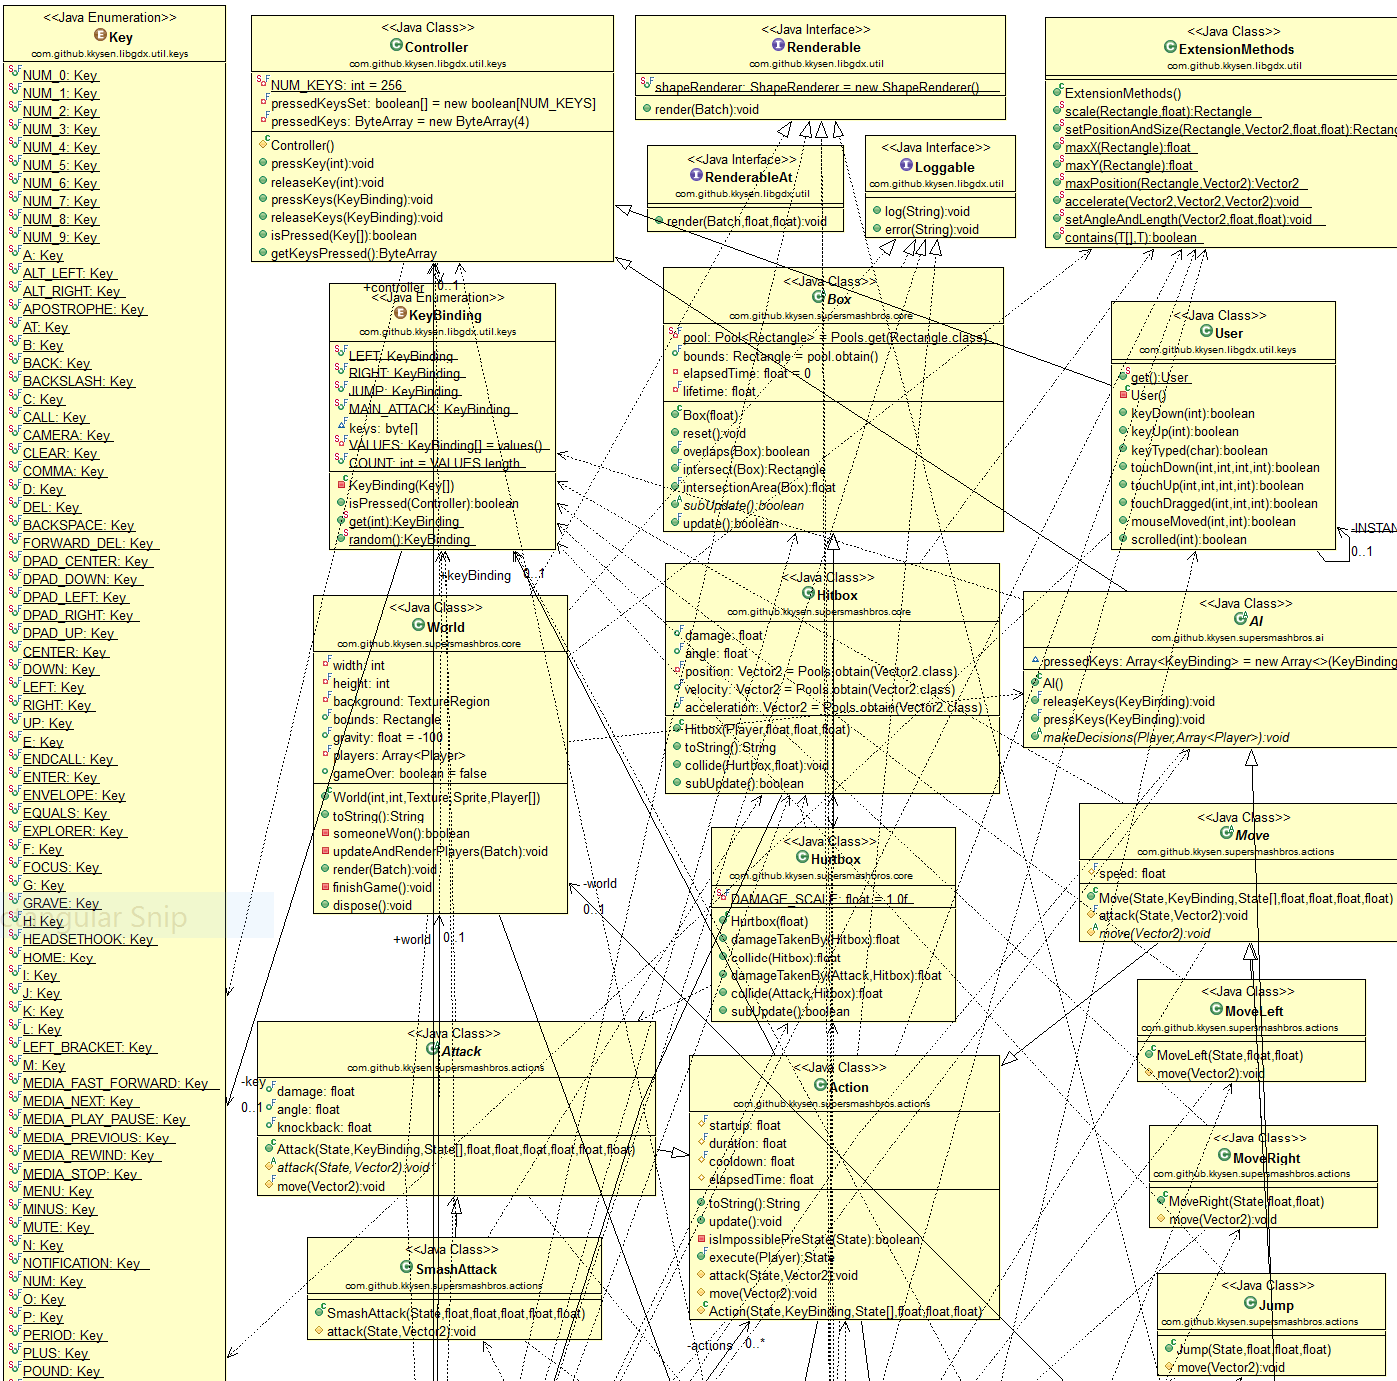 <<Java Enumeration>>
Key
com.github.kkysen.libgdx.util.keys
NUM_0: Key
NUM_1: Key
NUM_2: Key
NUM_3: Key
NUM_4: Key
NUM_5: Key
NUM_6: Key
NUM_7: Key
NUM_8: Key
NUM_9: Key
A: Key
ALT_LEFT: Key
ALT_RIGHT: Key
APOSTROPHE: Key
AT: Key
B: Key
BACK: Key
BACKSLASH: Key
C: Key
CALL: Key
CAMERA: Key
CLEAR: Key
COMMA: Key
D: Key
DEL: Key
BACKSPACE: Key
FORWARD_DEL: Key
DPAD_CENTER: Key
DPAD_DOWN: Key
DPAD_LEFT: Key
DPAD_RIGHT: Key
DPAD_UP: Key
CENTER: Key
DOWN: Key
LEFT: Key
RIGHT: Key
UP: Key
E: Key
ENDCALL: Key
ENTER: Key
ENVELOPE: Key
EQUALS: Key
EXPLORER: Key
F: Key
FOCUS: Key
G: Key
GRAVE: Key
H: Key
HEADSETHOOK: Key
HOME: Key
I: Key
J: Key
K: Key
L: Key
LEFT_BRACKET: Key
M: Key
MEDIA_FAST_FORWARD: Key
MEDIA_NEXT: Key
MEDIA_PLAY_PAUSE: Key
MEDIA_PREVIOUS: Key
MEDIA_REWIND: Key
MEDIA_STOP: Key
MENU: Key
MINUS: Key
MUTE: Key
N: Key
NOTIFICATION: Key
NUM: Key
O: Key
P: Key
PERIOD: Key
PLUS: Key
POUND: Key
Snip
<<Java Class>>
Controller
com.github.kkysen.libgdx.util.keys
NUM_KEYS: int = 256
pressedKeysSet: boolean[] = new boolean[NUM_KEYS]
pressedKeys: ByteArray = new ByteArray(4)
Controller()
pressKey(int):void
releaseKey(int):void
pressKeys(KeyBinding):void
releaseKeys(KeyBinding):void
isPressed(Key[]):boolean
getKeysPressed():ByteArray
+controller 0..1
<<Java Enumeration>>
KeyBinding
com.github.kkysen.libgdx.util.keys
LEFT: KeyBinding
RIGHT: KeyBinding
JUMP: KeyBinding
MAIN_ATTACK: KeyBinding
keys: byte[]
VALUES: KeyBinding[] = values()
COUNT: int = VALUES.length
KeyBinding(Key[])
isPressed(Controller):boolean
get(int):KeyBinding
random():KeyBinding
+keyBinding 0..1
<<Java Class>>
World
com.github.kkysen.supersmashbros.core
width: int
height: int
background: TextureRegion
bounds: Rectangle
gravity: float = -100
players: Array<Player>
gameOver: boolean = false
World(int,int,Texture,Sprite,Player[])
toString():String
someoneWon():boolean
updateAndRenderPlayers(Batch):void
render(Batch):void
finishGame():void
dispose():void
-world
0..1
+world 0..1
<<Java Class>>
Attack
com.github.kkysen.supersmashbros.actions
-key
0..1
damage: float
angle: float
knockback: float
Attack(State,KeyBinding,State[],float,float,float,float,float,float)
attack(State,Vector2):void
move(Vector2):void
<<Java Class>>
SmashAttack
com.github.kkysen.supersmashbros.actions
SmashAttack(State,float,float,float,float,float)
attack(State,Vector2):void
<<Java Interface>>
Renderable
com.github.kkysen.libgdx.util
shapeRenderer: ShapeRenderer = new ShapeRenderer()
render(Batch):void
<<Java Interface>>
RenderableAt
com.github.kkysen.libgdx.util
render(Batch,float,float):void
<<Java Interface>>
Loggable
com.github.kkysen.libgdx.util
log(String):void
error(String):void
<<Java Class>>
Box
com.github.kkysen.supersmashbros.core
pool: Pool<Rectangle> = Pools.get(Rectangle.class)
bounds: Rectangle = pool.obtain()
elapsedTime: float = 0
lifetime: float
Box(float)
reset():void
overlaps(Box):boolean
intersect(Box):Rectangle
intersectionArea(Box):float
subUpdate():boolean
update():boolean
<<Java Class>>
Hitbox
com.github.kkysen.supersmashbros.core
damage: float
angle: float
position: Vector2 = Pools.obtain(Vector2.class)
velocity: Vector2 = Pools.obtain(Vector2.class)
acceleration: Vector2 = Pools.obtain(Vector2.class)
Hitbox(Player,float,float,float)
toString():String
collide(Hurtbox,float):void
subUpdate():boolean
<<Java Class>>
Hurtbox
com.github.kkysen.supersmashbros.core
DAMAGE_SCALE: float = 1.0f
Hurtbox(float)
damageTakenBy(Hitbox):float
collide(Hitbox):float
damageTakenBy(Attack,Hitbox):float
collide(Attack,Hitbox):float
subUpdate():boolean
<<Java Class>>
Action
com.github.kkysen.supersmashbros.actions
startup: float
duration: float
cooldown: float
elapsedTime: float
toString():String
update():void
isImpossiblePreState(State):boolean
execute(Player):State
attack(State,Vector2):void
move(Vector2):void
Action(State,KeyBinding,State[],float,float,float)
-actions 0..*
<<Java Class>>
ExtensionMethods
com.github.kkysen.libgdx.util
ExtensionMethods()
scale(Rectangle,float):Rectangle
setPositionAndSize(Rectangle,Vector2,float,float):Rectang
maxX(Rectangle):float
maxY(Rectangle):float
maxPosition(Rectangle,Vector2):Vector2
accelerate(Vector2,Vector2,Vector2):void
setAngleAndLength(Vector2,float,float):void
contains(T[],T):boolean
<<Java Class>>
User
com.github.kkysen.libgdx.util.keys
get():User
User()
keyDown(int):boolean
keyUp(int):boolean
keyTyped(char):boolean
touchDown(int,int,int,int):boolean
touchUp(int,int,int,int):boolean
touchDragged(int,int,int):boolean
mouseMoved(int,int):boolean
scrolled(int):boolean
-INSTAN
0..1
<<Java Class>>
AI
com.github.kkysen.supersmashbros.ai
pressedKeys: Array<KeyBinding> = new Array<>(KeyBinding
AI()
releaseKeys(KeyBinding):void
pressKeys(KeyBinding):void
makeDecisions(Player,Array<Player>):void
<<Java Class>>
Move
com.github.kkysen.supersmashbros.actions
speed: float
Move(State,KeyBinding,State[],float,float,float,float)
attack(State,Vector2):void
move(Vector2):void
<<Java Class>>
MoveLeft
com.github.kkysen.supersmashbros.actions
MoveLeft(State,float,float)
move(Vector2):void
<<Java Class>>
MoveRight
com.github.kkysen.supersmashbros.actions
MoveRight(State,float,float)
move(Vector2):void
<<Java Class>>
Jump
com.github.kkysen.supersmashbros.actions
Jump(State,float,float,float)
move(Vector2):void